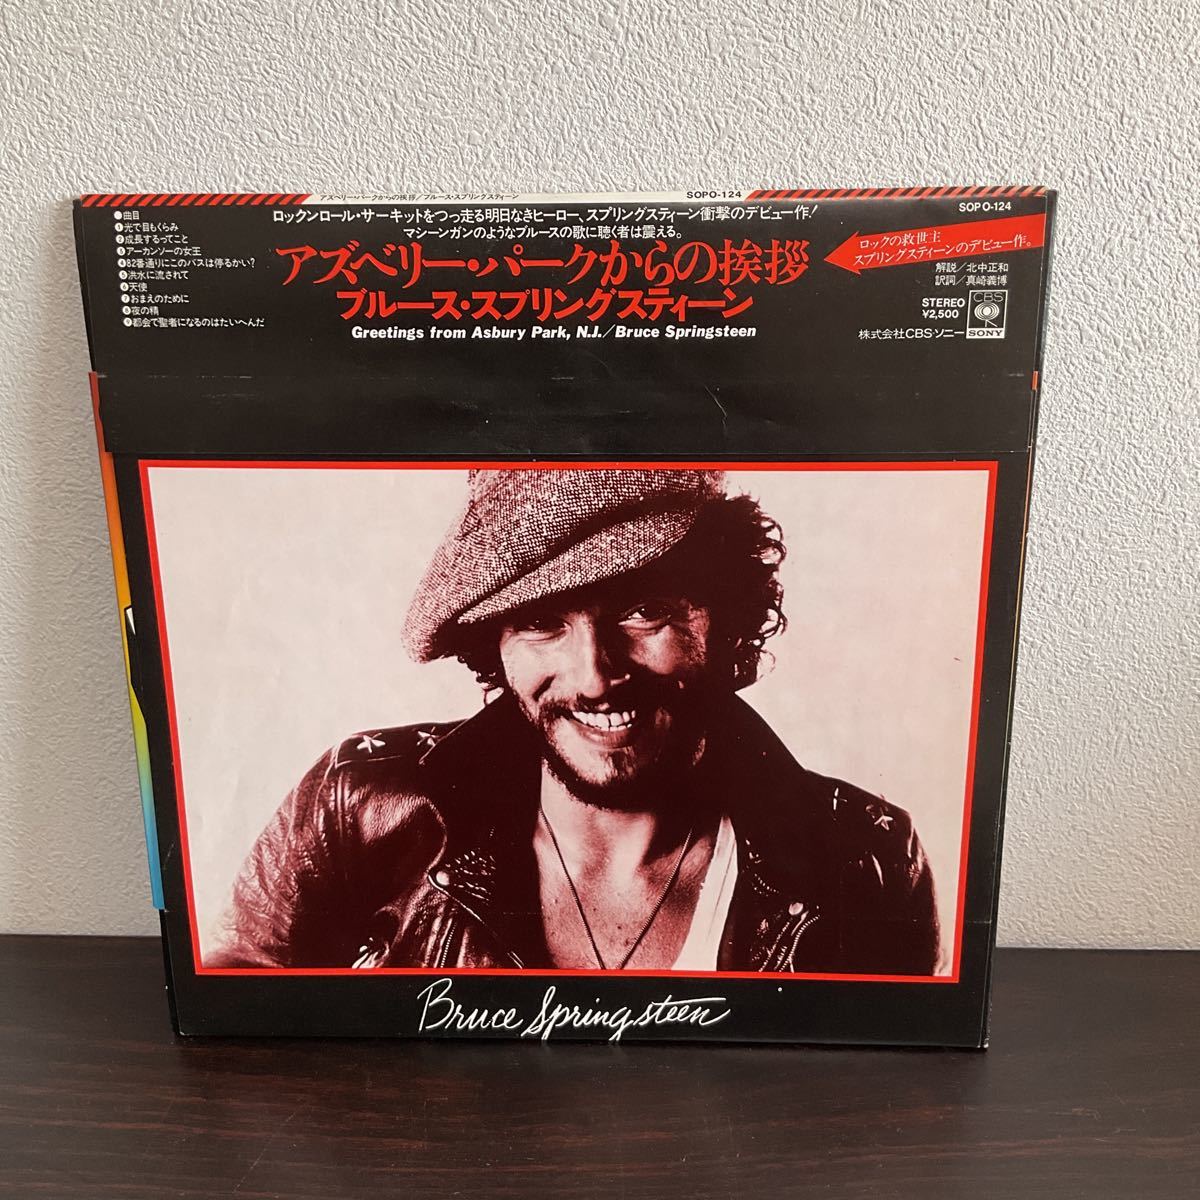 アズベリー・パークからの挨拶/ブルース・スプリングスティーン
SOPO-124
SOPO-124
●曲目
❶光で目もくらみ
❷成長するってこと
❸アーカンソーの女王
❹82番通りにこのバスは停るかい?
❺洪水に流されて
❻天使
❼おまえのために
❽夜の精
❾都会で聖者になるのはたいへんだ
ロックンロール・サーキットをつっ走る明日なきヒーロー、スプリングスティーン衝撃のデビュー作!
マシーンガンのようなブルースの歌に聴く者は震える。
アズベリー・パークからの挨拶
ブルース・スプリングスティーン
Greetings from Asbury Park, N.J./Bruce Springsteen
ロックの救世主
スプリングスティーンのデビュー作。
解説/北中正和
訳詞/真崎義博
STEREO
¥2,500
CBS
SONY
株式会社CBS・ソニー
Bruce Springsteen